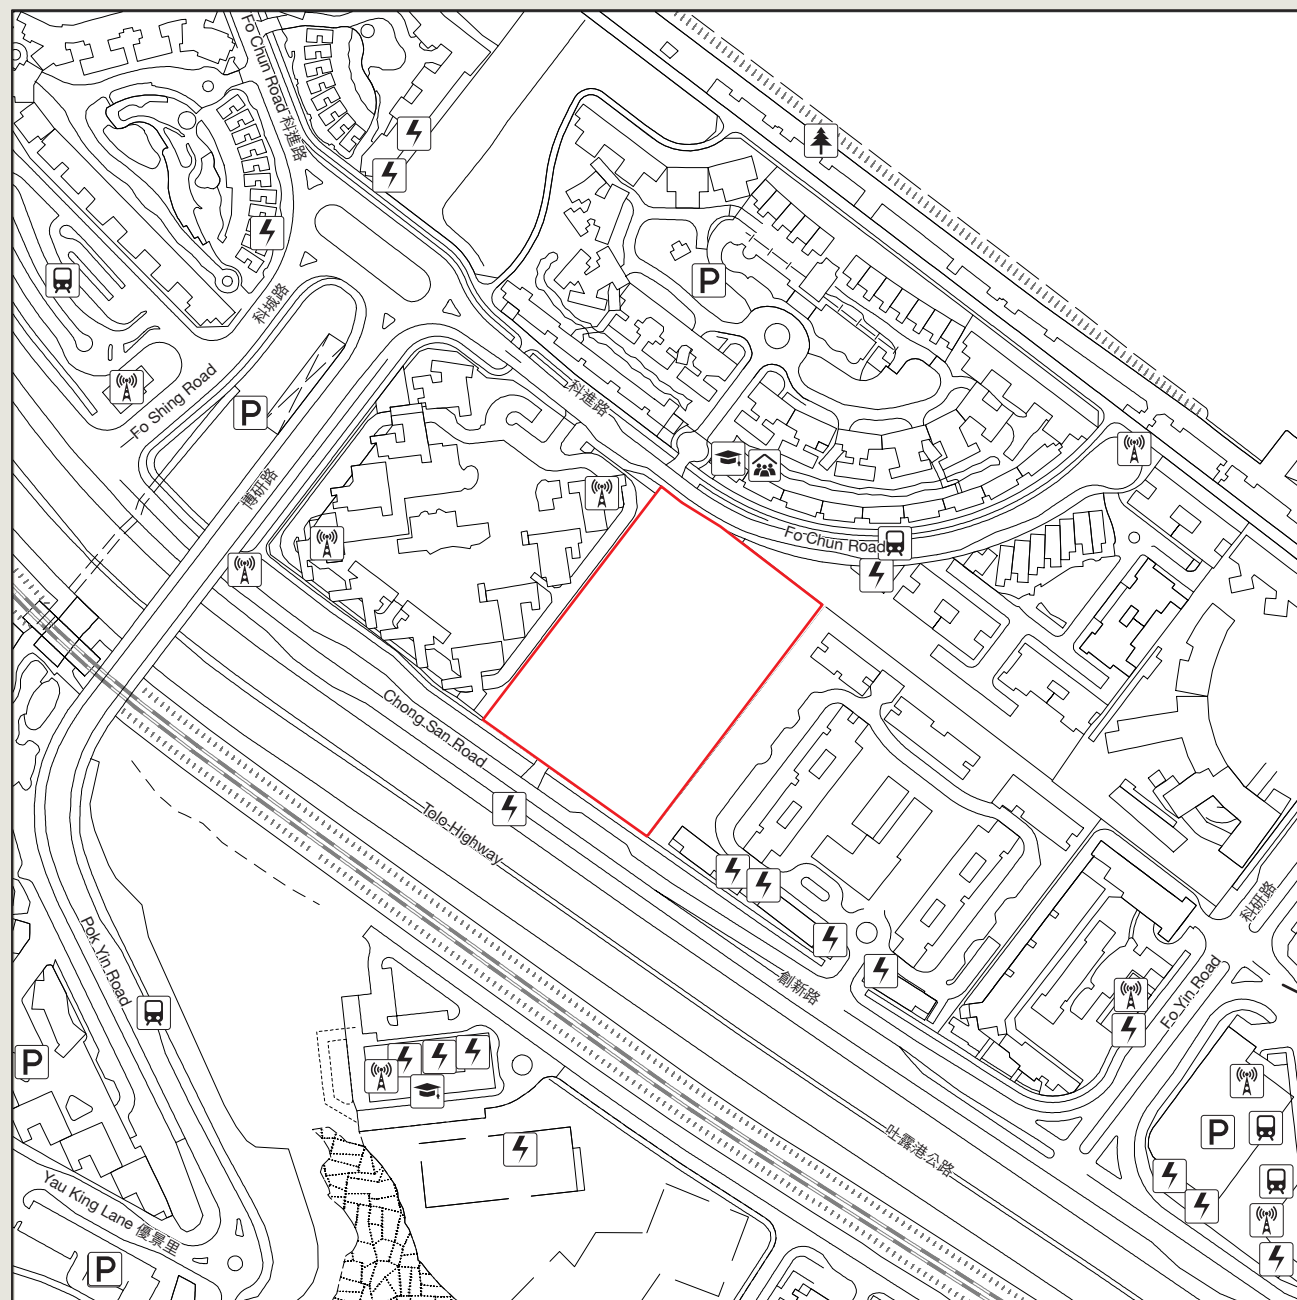 Fo Chun Road 科進路
科城路
Fo Shing Road
P
P
科進路
博研路
Fo Chun Road
Chong San Road
Tolo Highway
Pok Yin Road
創新路
科研路
Fo Yin Road
吐露港公路
P
P
Yau King Lane 優景里
P